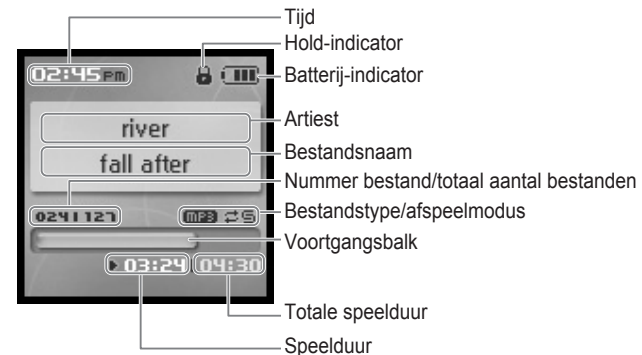 Tijd
Hold-indicator
02:45 PM
Batterij-indicator
river
Artiest
fall after
Bestandsnaam
Nummer bestand/totaal aantal bestanden
024/127 MP3
Bestandstype/afspeelmodus
Voortgangsbalk
03:24 04:30
Totale speelduur
Speelduur